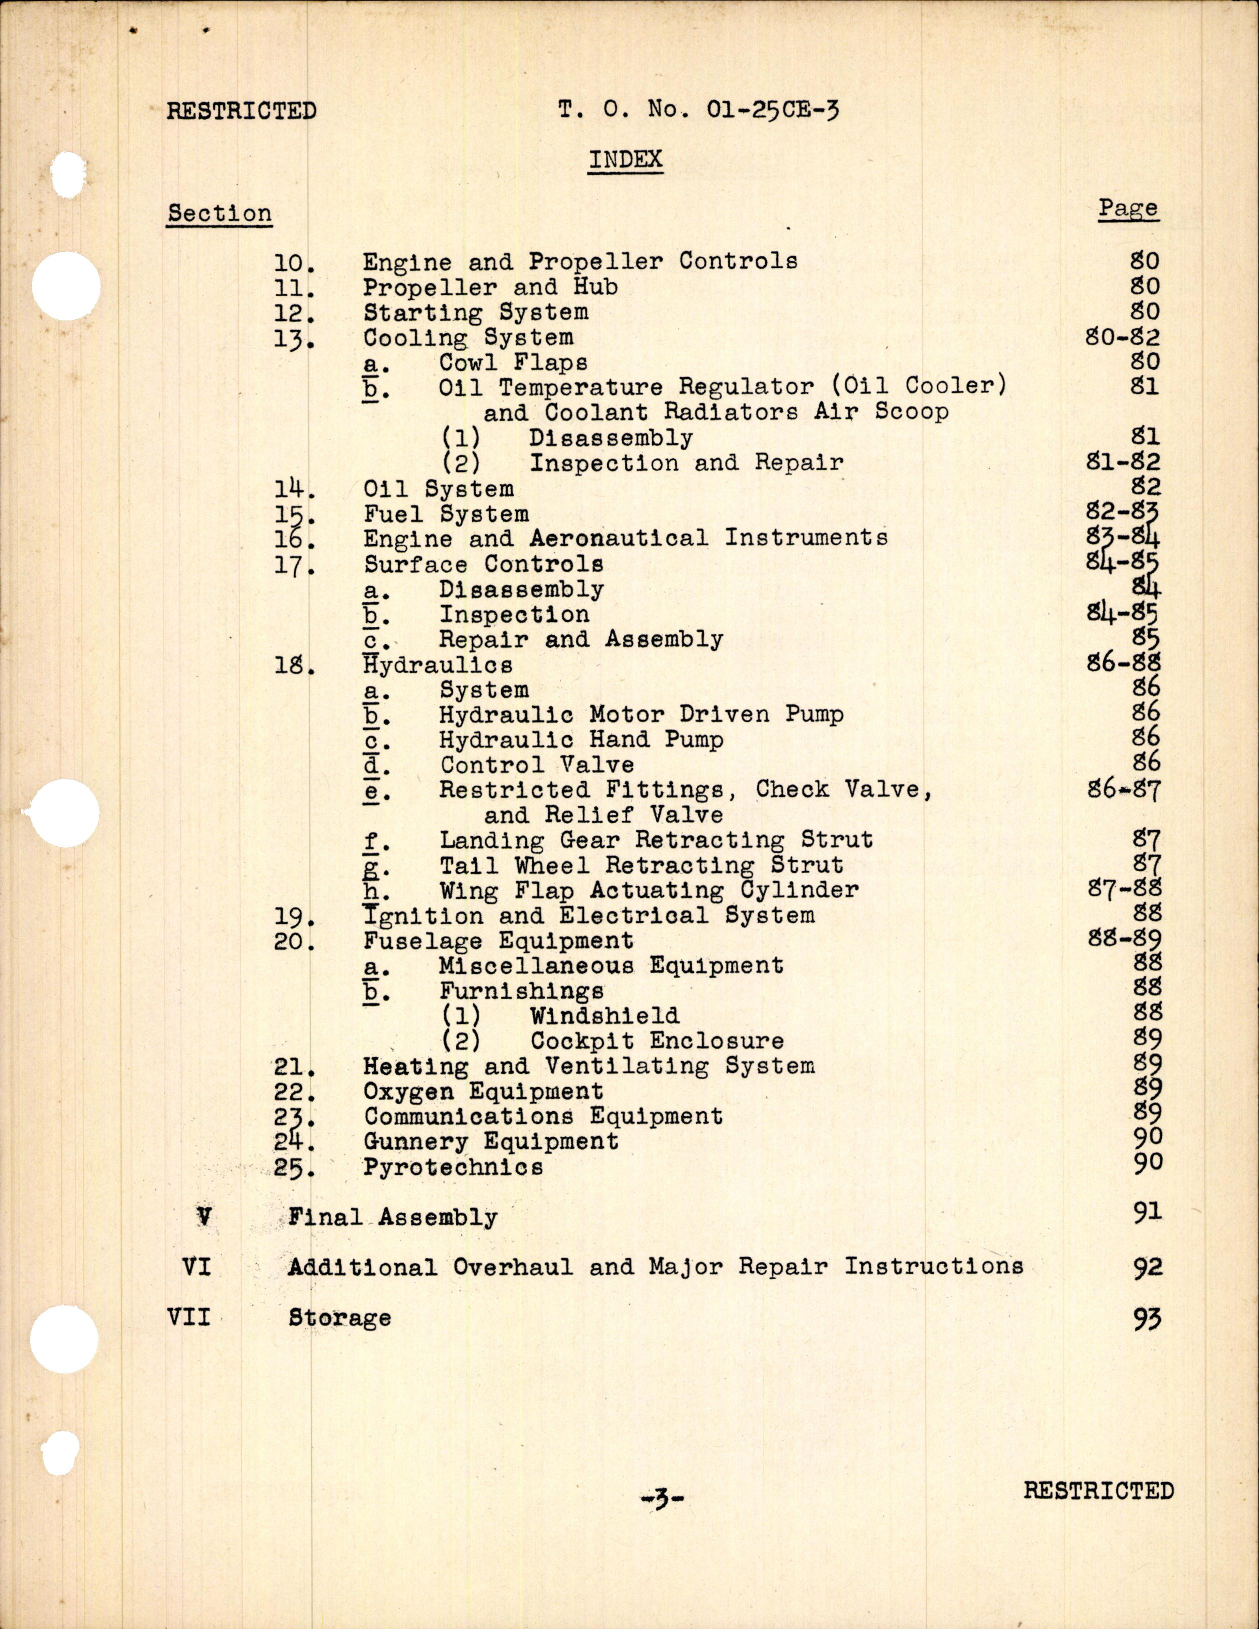 RESTRICTED T. O. No. 01-25CE-3
INDEX
Section Page
10. Engine and Propeller Controls 80
11. Propeller and Hub 80
12. Starting System 80
13. Cooling System 80-82
a. Cowl Flaps 80
b. Oil Temperature Regulator (Oil Cooler) 81
and Coolant Radiators Air Scoop
(1) Disassembly 81
(2) Inspection and Repair 81-82
14. Oil System 82
15. Fuel System 82-83
16. Engine and Aeronautical Instruments 83-84
17. Surface Controls 84-85
a. Disassembly 84
b. Inspection 84-85
c. Repair and Assembly 85
18. Hydraulics 86-88
a. System 86
b. Hydraulic Motor Driven Pump 86
c. Hydraulic Hand Pump 86
d. Control Valve 86
e. Restricted Fittings, Check Valve, 86-87
and Relief Valve
f. Landing Gear Retracting Strut 87
g. Tail Wheel Retracting Strut 87
h. Wing Flap Actuating Cylinder 87-88
19. Ignition and Electrical System 88
20. Fuselage Equipment 88-89
a. Miscellaneous Equipment 88
b. Furnishings 88
(1) Windshield 88
(2) Cockpit Enclosure 89
21. Heating and Ventilating System 89
22. Oxygen Equipment 89
23. Communications Equipment 89
24. Gunnery Equipment 90
25. Pyrotechnics 90
V Final Assembly 91
VI Additional Overhaul and Major Repair Instructions 92
VII Storage 93
-3- RESTRICTED